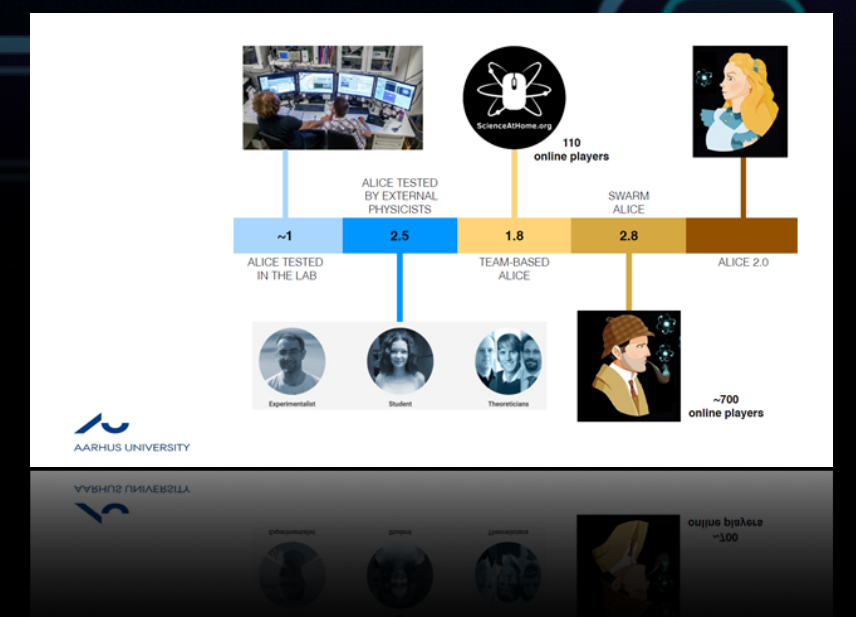 ScienceAtHome.org
110
online players
ALICE TESTED
BY EXTERNAL
PHYSICISTS
SWARM
ALICE
~1
2.5
1.8
2.8
ALICE TESTED
IN THE LAB
TEAM-BASED
ALICE
ALICE 2.0
Experimentalist
Student
Theoreticians
~700
online players
AARHUS UNIVERSITY